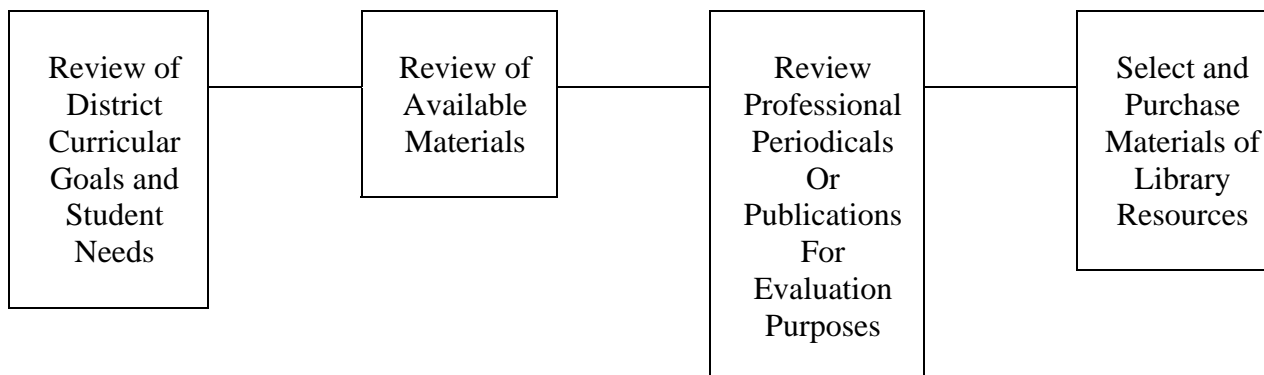 Review of
District
Curricular
Goals and
Student
Needs
Review of
Available
Materials
Review
Professional
Periodicals
Or
Publications
For
Evaluation
Purposes
Select and
Purchase
Materials of
Library
Resources